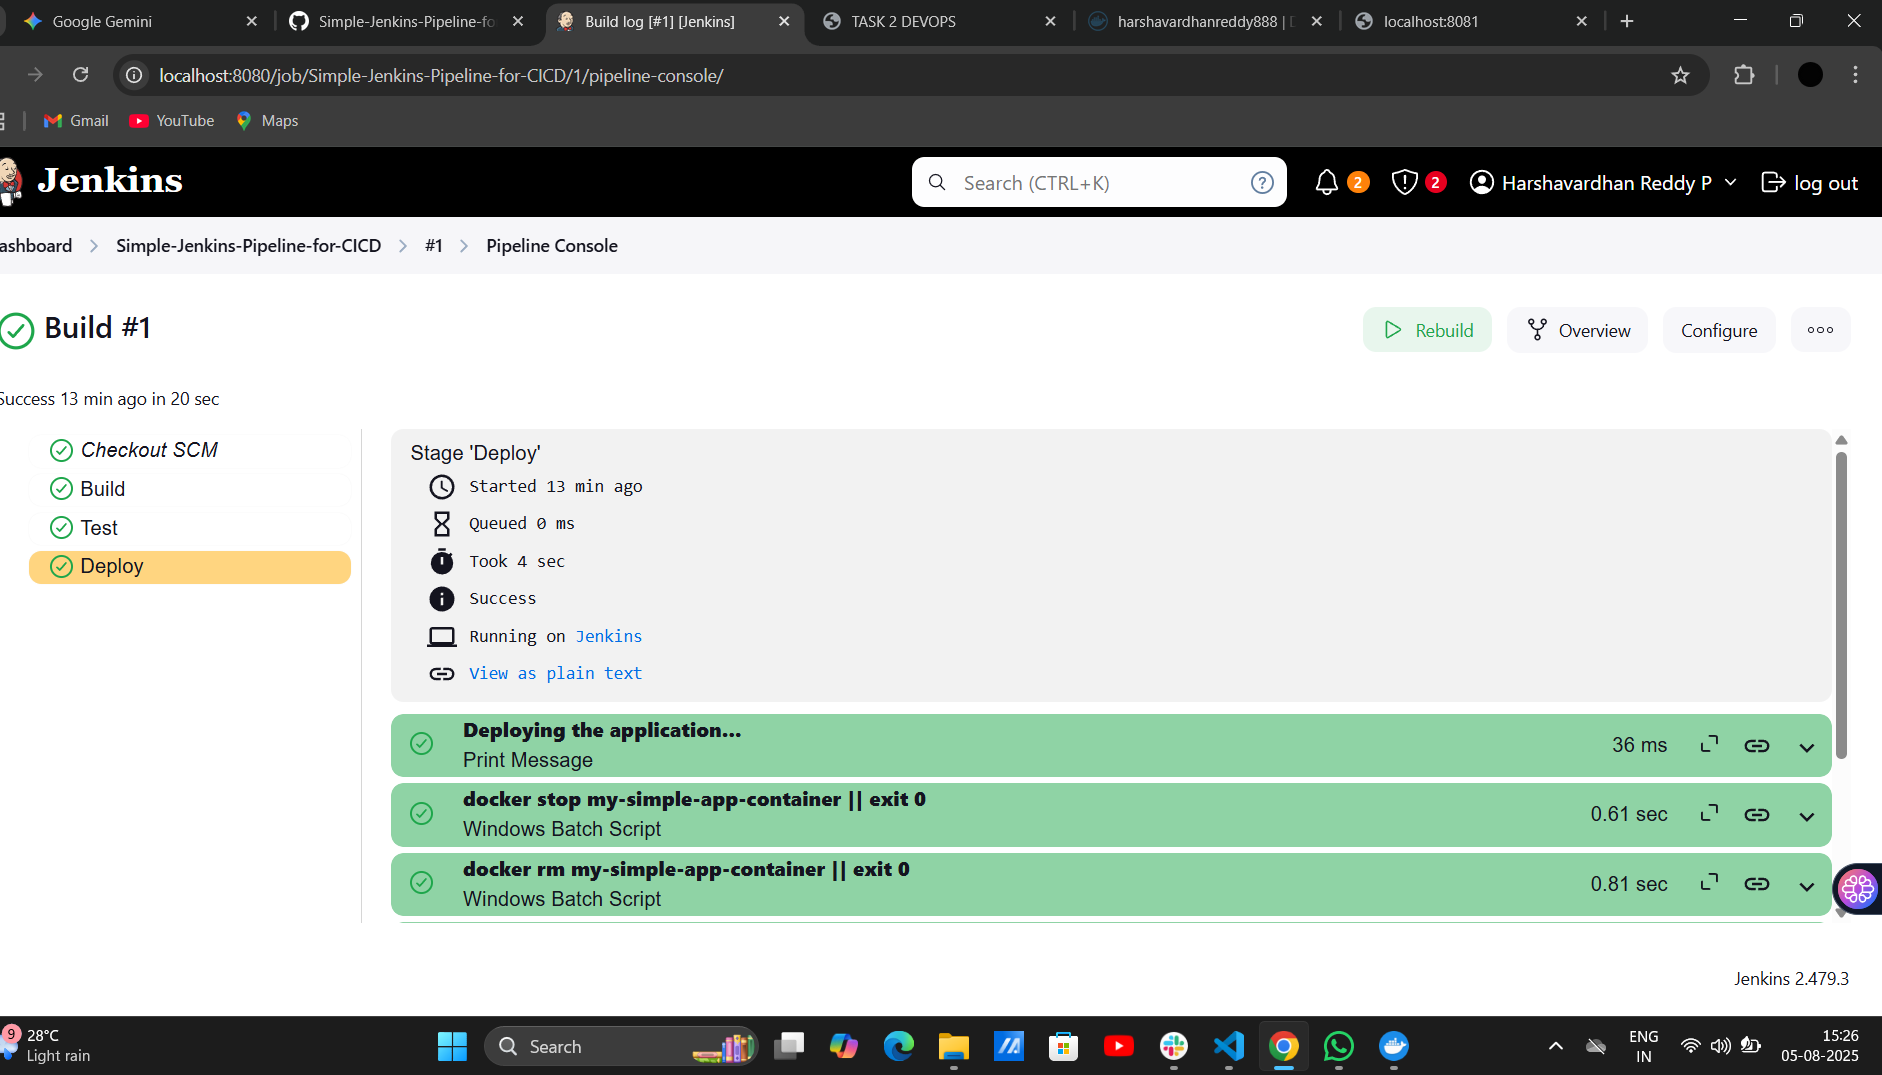 Google Gemini
Simple-Jenkins-Pipeline-fo
Build log [#1] [Jenkins]
TASK 2 DEVOPS
harshavardhanreddy888 | D
localhost:8081
localhost:8080/job/Simple-Jenkins-Pipeline-for-CICD/1/pipeline-console/
Gmail
YouTube
Maps
Jenkins
Search (CTRL+K)
2
2
Harshavardhan Reddy P
log out
ashboard
Simple-Jenkins-Pipeline-for-CICD
#1
Pipeline Console
Build #1
Rebuild
Overview
Configure
Success 13 min ago in 20 sec
Checkout SCM
Build
Test
Deploy
Stage 'Deploy'
Started 13 min ago
Queued 0 ms
Took 4 sec
Success
Running on Jenkins
View as plain text
Deploying the application...
Print Message
36 ms
docker stop my-simple-app-container || exit 0
Windows Batch Script
0.61 sec
docker rm my-simple-app-container || exit 0
Windows Batch Script
0.81 sec
Jenkins 2.479.3
9
28°C
Light rain
Search
ENG
IN
15:26
05-08-2025